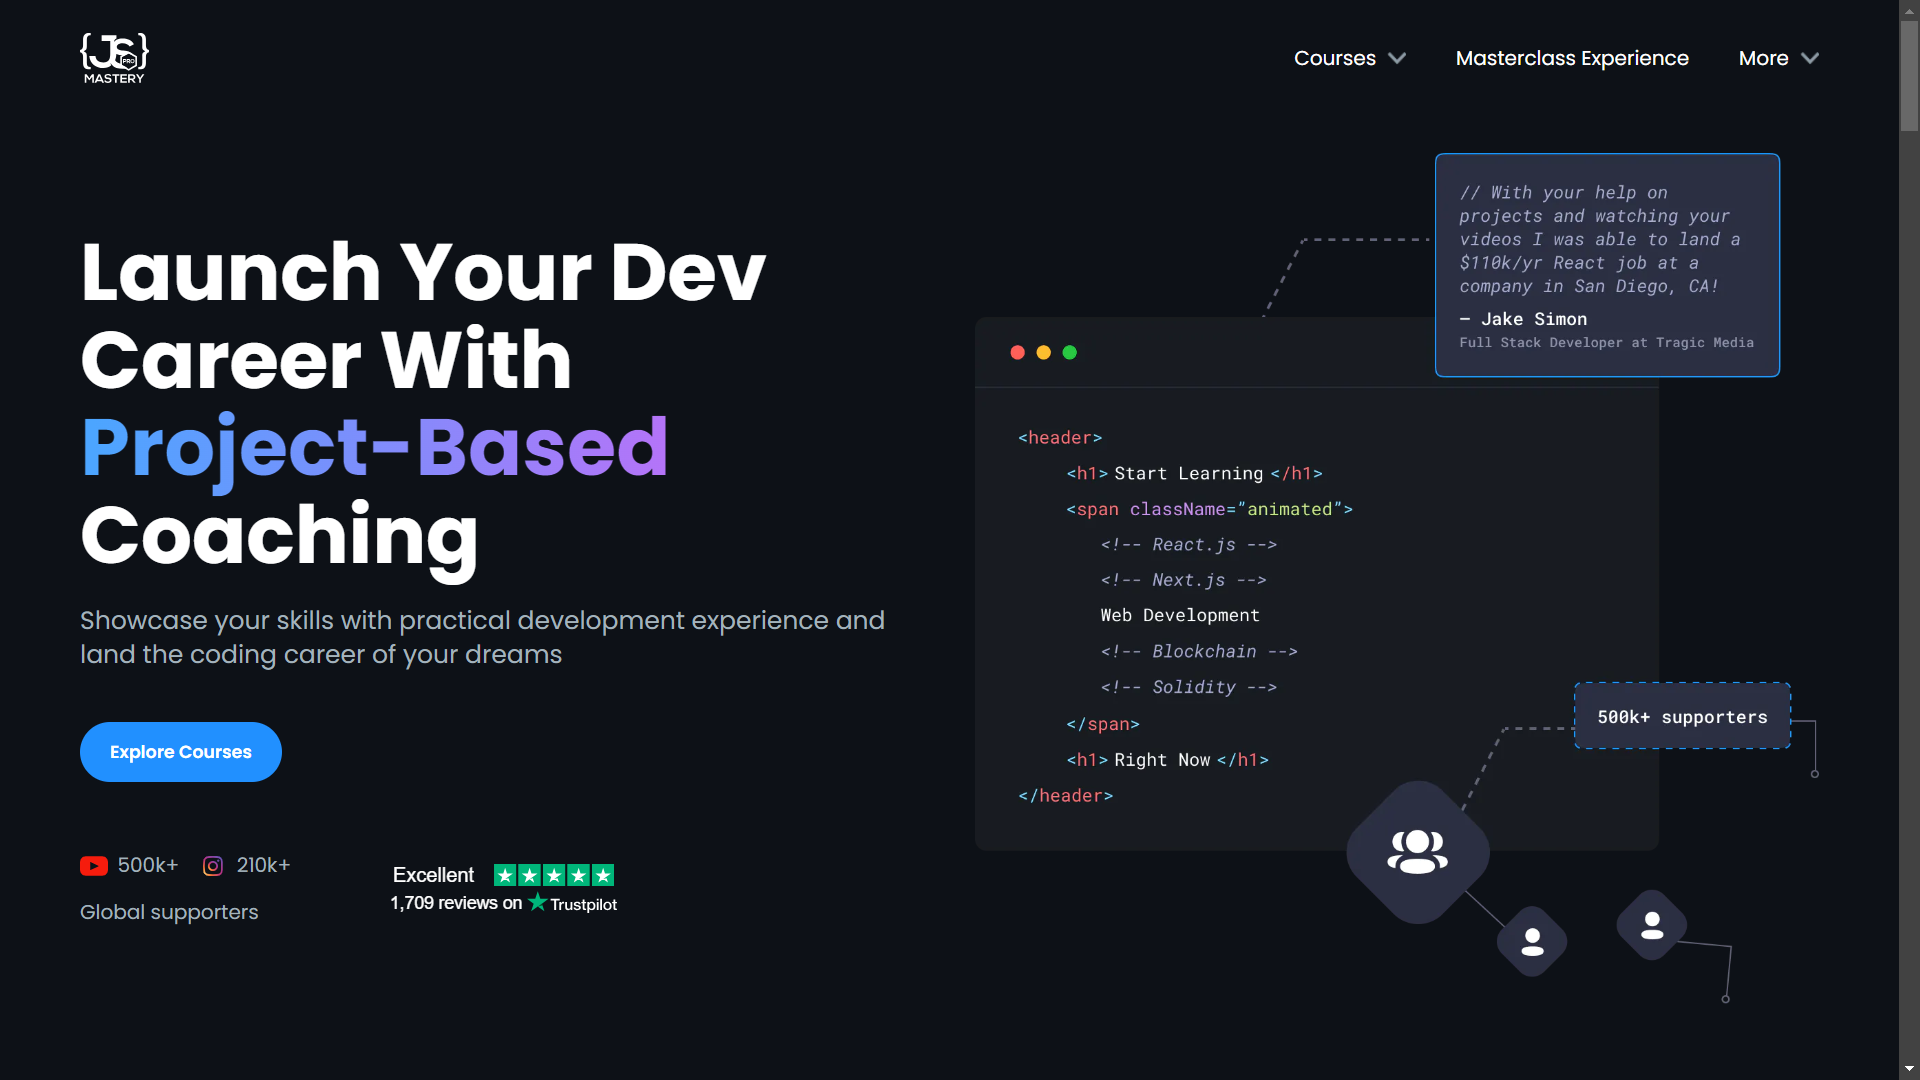 {JS}
PRO
MASTERY
Courses
Masterclass Experience
More
Launch Your Dev
Career With
Project-Based
Coaching
Showcase your skills with practical development experience and
land the coding career of your dreams
Explore Courses
500k+
210k+
Global supporters
Excellent
1,709 reviews on Trustpilot
// With your help on
projects and watching your
videos I was able to land a
$110k/yr React job at a
company in San Diego, CA!
– Jake Simon
Full Stack Developer at Tragic Media
<header>
<h1> Start Learning </h1>
<span className=”animated”>
<!-- React.js -->
<!-- Next.js -->
Web Development
<!-- Blockchain -->
<!-- Solidity -->
</span>
<h1> Right Now </h1>
</header>
500k+ supporters